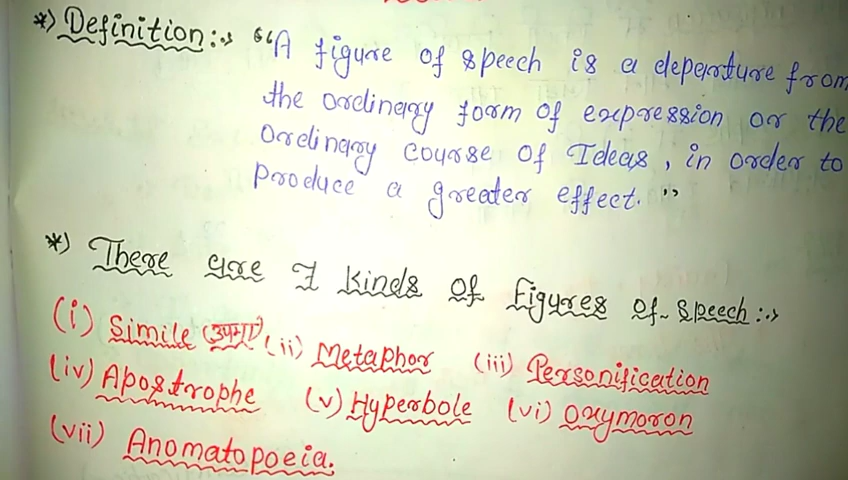 *) Definition:- "A figure of speech is a departure from
the ordinary form of expression or the
ordinary course of Ideas, in order to
Produce a greater effect."
*) There are 7 kinds of Figures of speech:-
(i) Simile (उपमा) (ii) Metaphor (iii) Personification
(iv) Apostrophe (v) Hyperbole (vi) Oxymoron
(vii) Anomatopoeia.